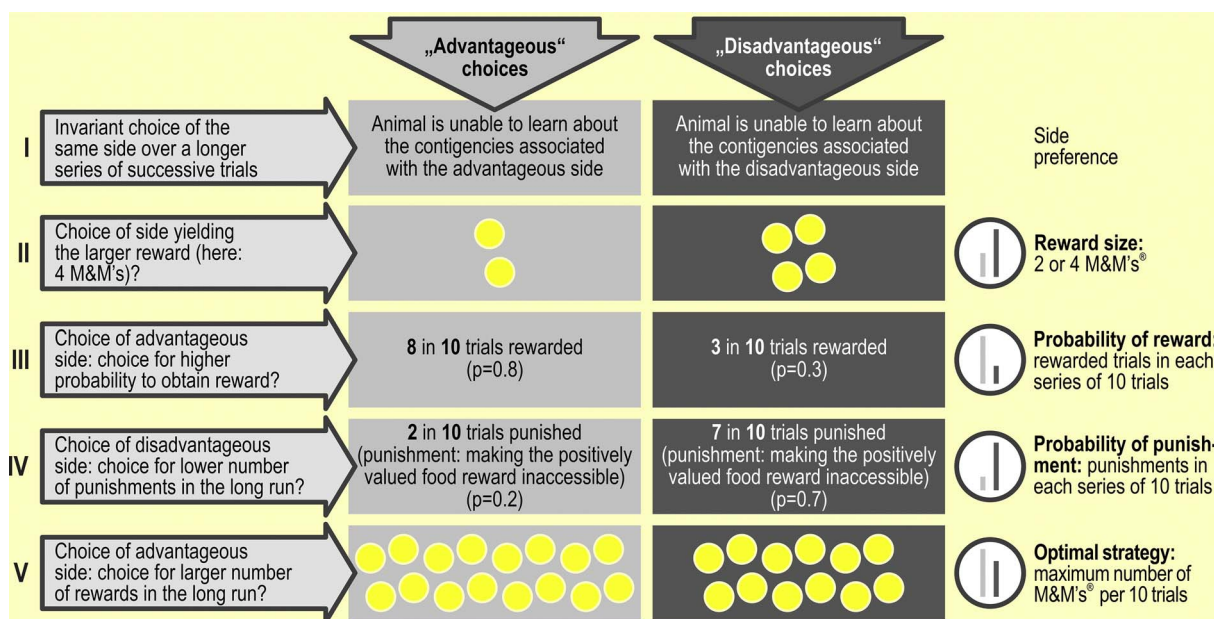 „Advantageous“
choices
„Disadvantageous“
choices
I
Invariant choice of the
same side over a longer
series of successive trials
Animal is unable to learn about
the contigencies associated
with the advantageous side
Animal is unable to learn about
the contigencies associated
with the disadvantageous side
Side
preference
II
Choice of side yielding
the larger reward (here:
4 M&M's)?
Reward size:
2 or 4 M&M's®
III
Choice of advantageous
side: choice for higher
probability to obtain reward?
8 in 10 trials rewarded
(p=0.8)
3 in 10 trials rewarded
(p=0.3)
Probability of reward:
rewarded trials in each
series of 10 trials
IV
Choice of disadvantageous
side: choice for lower number
of punishments in the long run?
2 in 10 trials punished
(punishment: making the positively
valued food reward inaccessible)
(p=0.2)
7 in 10 trials punished
(punishment: making the positively
valued food reward inaccessible)
(p=0.7)
Probability of punish-
ment: punishments in
each series of 10 trials
V
Choice of advantageous
side: choice for larger number
of rewards in the long run?
Optimal strategy:
maximum number of
M&M's® per 10 trials